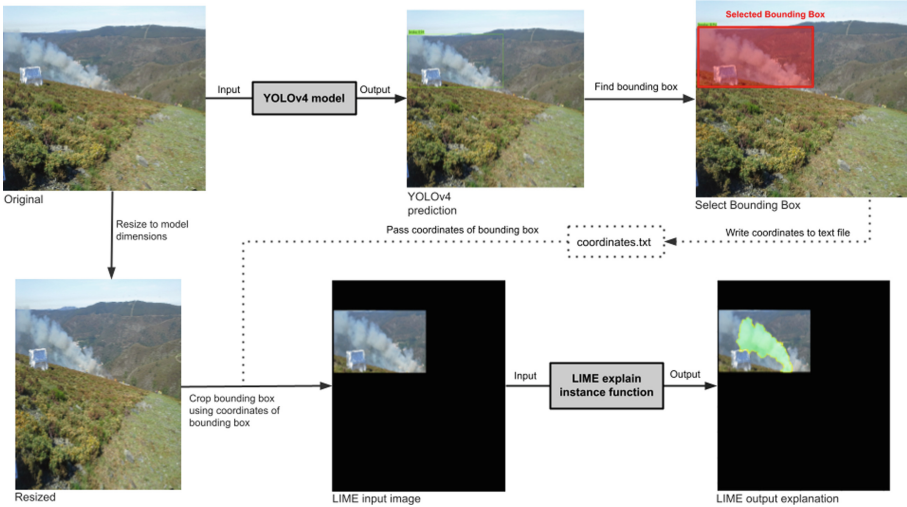 Selected Bounding Box
Input
YOLOv4 model
Output
Find bounding box
Original
YOLOv4
prediction
Select Bounding Box
Resize to model
dimensions
Pass coordinates of bounding box
coordinates.txt
Write coordinates to text file
Crop bounding box
using coordinates of
bounding box
Input
LIME explain
instance function
Output
Resized
LIME input image
LIME output explanation